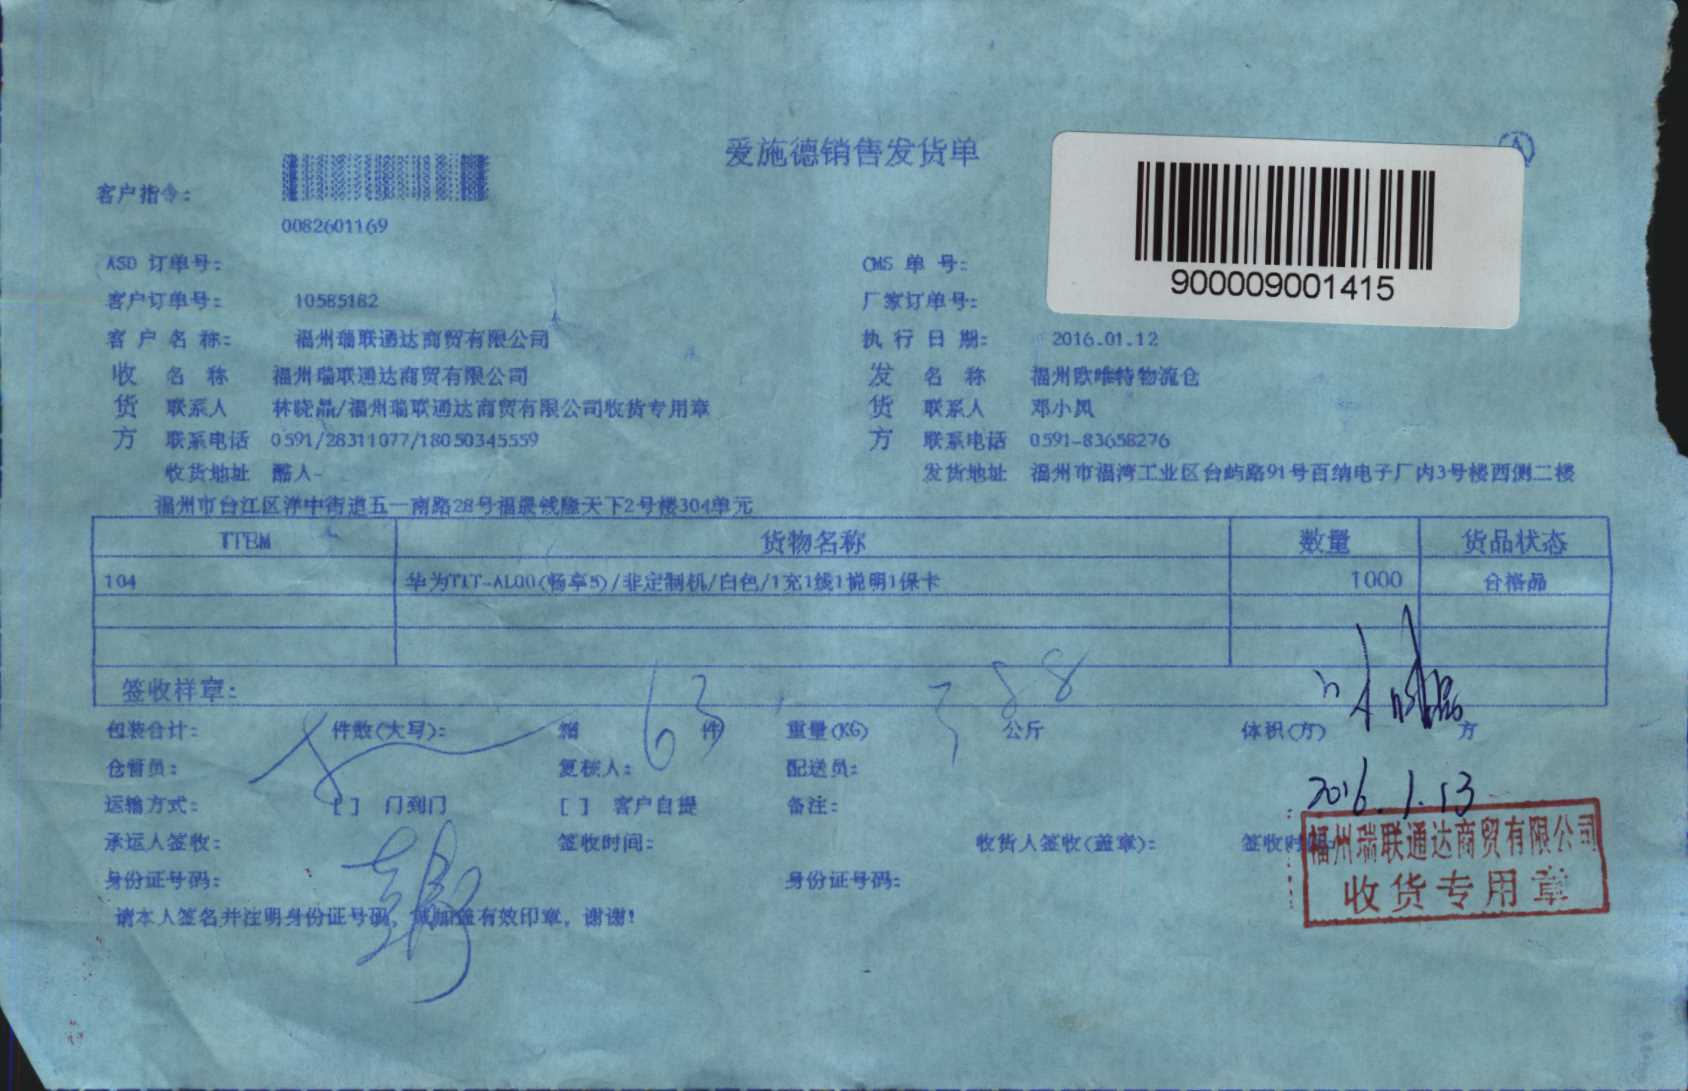 爱施德销售发货单
客户指令：
0082601169
900009001415
ASD 订单号：
CMS 单 号：
客户订单号： 10585182
厂家订单号：
客 户 名 称： 福州瑞联通达商贸有限公司
执 行 日 期： 2016.01.12
收货方
名 称 福州瑞联通达商贸有限公司
联系人 林晓晶/福州瑞联通达商贸有限公司收货专用章
联系电话 0591/28311077/18050345559
收货地址 酷人-
福州市台江区洋中街道五一南路28号福晟钱隆天下2号楼304单元
发货方
名 称 福州欧唯特物流仓
联系人 邓小凤
联系电话 0591-83658276
发货地址 福州市福湾工业区台屿路91号百纳电子厂内3号楼西侧二楼
ITEM 货物名称 数量 货品状态
104 华为TIT-AL00(畅享5)/非定制机/白色/1充1线1说明1保卡 1000 合格品
签收样章：
包装合计： 件数(大写)： 箱 63 件 重量(KG) 388 公斤 体积(方) 方
仓管员： 复核人： 配送员：
运输方式： [ ] 门到门 [ ] 客户自提 备注：
2016.1.13
承运人签收： 签收时间： 收货人签收(盖章)： 签收时
身份证号码： 身份证号码：
请本人签名并注明身份证号码，或加盖有效印章，谢谢！
福州瑞联通达商贸有限公司
收货专用章